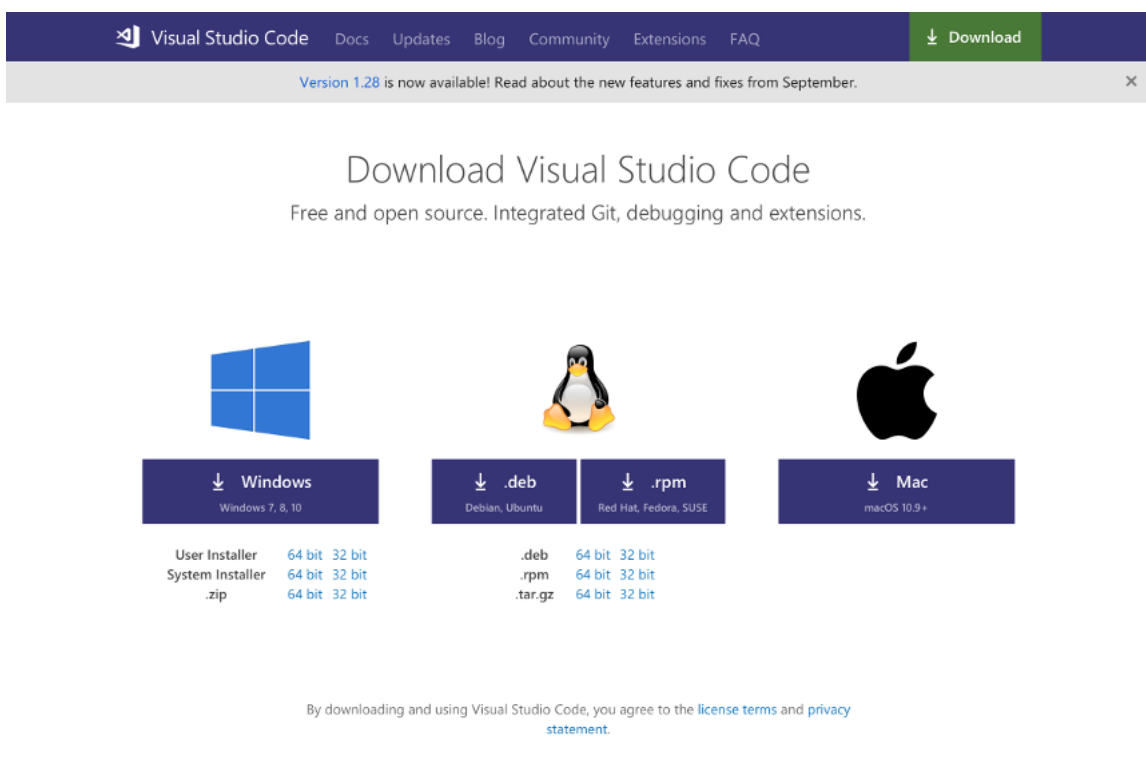 Visual Studio Code Docs Updates Blog Community Extensions FAQ Download
Version 1.28 is now available! Read about the new features and fixes from September.
Download Visual Studio Code
Free and open source. Integrated Git, debugging and extensions.
Windows
Windows 7, 8, 10
.deb
Debian, Ubuntu
.rpm
Red Hat, Fedora, SUSE
Mac
macOS 10.9+
User Installer 64 bit 32 bit
System Installer 64 bit 32 bit
.zip 64 bit 32 bit
.deb 64 bit 32 bit
.rpm 64 bit 32 bit
.tar.gz 64 bit 32 bit
By downloading and using Visual Studio Code, you agree to the license terms and privacy
statement.